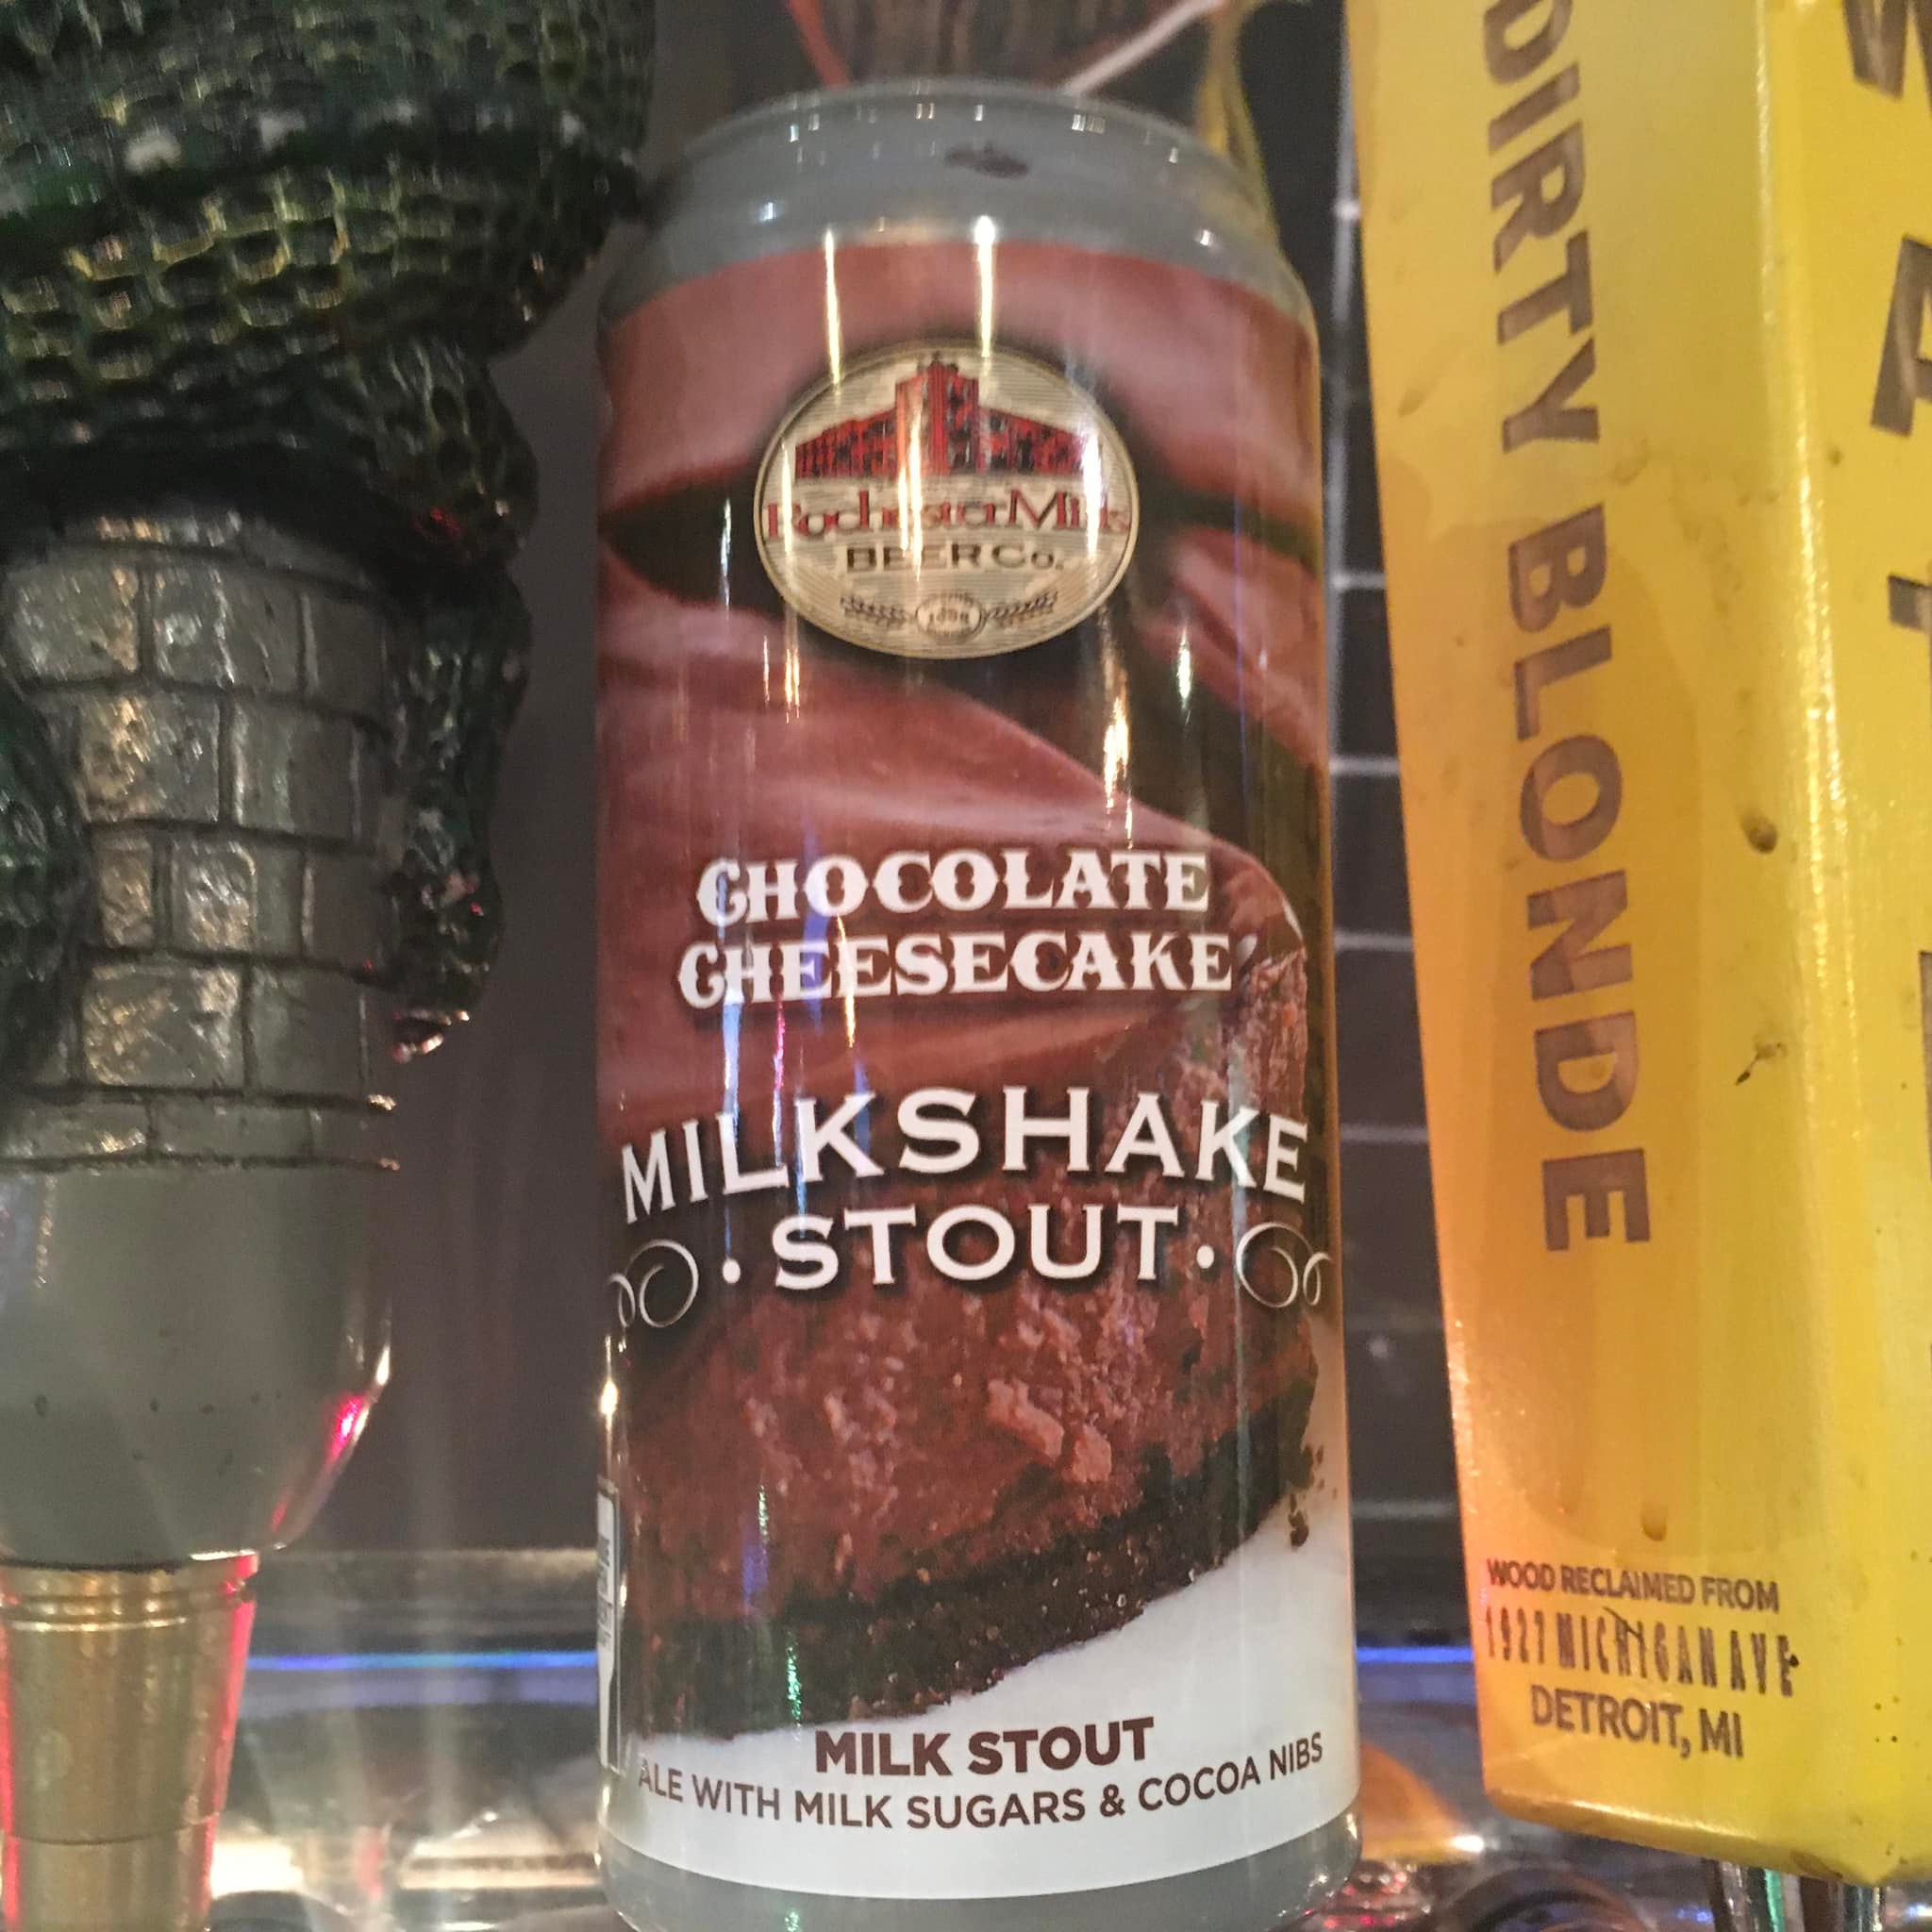 Rochester Mills
BEER Co.
CHOCOLATE
CHEESECAKE
MILKSHAKE
• STOUT •
MILK STOUT
ALE WITH MILK SUGARS & COCOA NIBS
DIRTY BLONDE
WOOD RECLAIMED FROM
1927 MICHIGAN AVE
DETROIT, MI